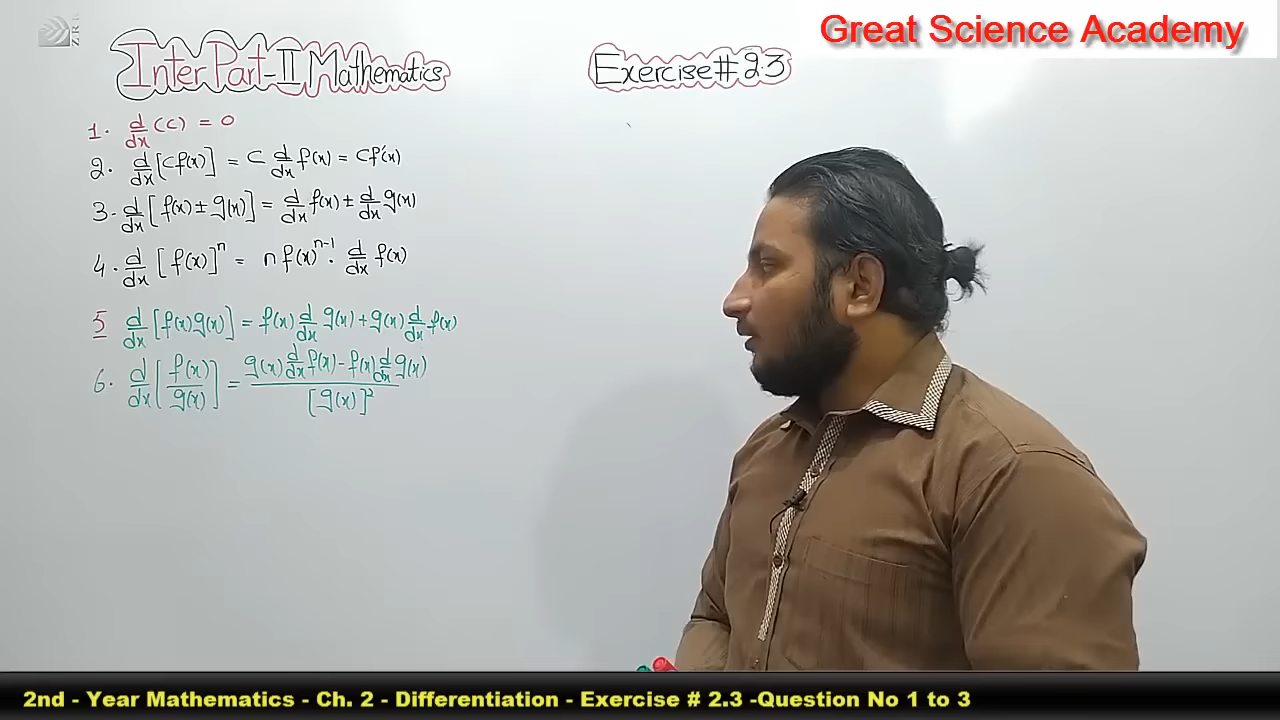 Great Science Academy
ZRM
Inter Part-II Mathematics
Exercise # 2.3
1. d/dx (c) = 0
2. d/dx [cf(x)] = c d/dx f(x) = cf'(x)
3. d/dx [f(x) ± g(x)] = d/dx f(x) ± d/dx g(x)
4. d/dx [f(x)]^n = n f(x)^{n-1} . d/dx f(x)
5 d/dx [f(x)g(x)] = f(x) d/dx g(x) + g(x) d/dx f(x)
6. d/dx [f(x)/g(x)] = g(x) d/dx f(x) - f(x) d/dx g(x) / [g(x)]^2
2nd - Year Mathematics - Ch. 2 - Differentiation - Exercise # 2.3 -Question No 1 to 3